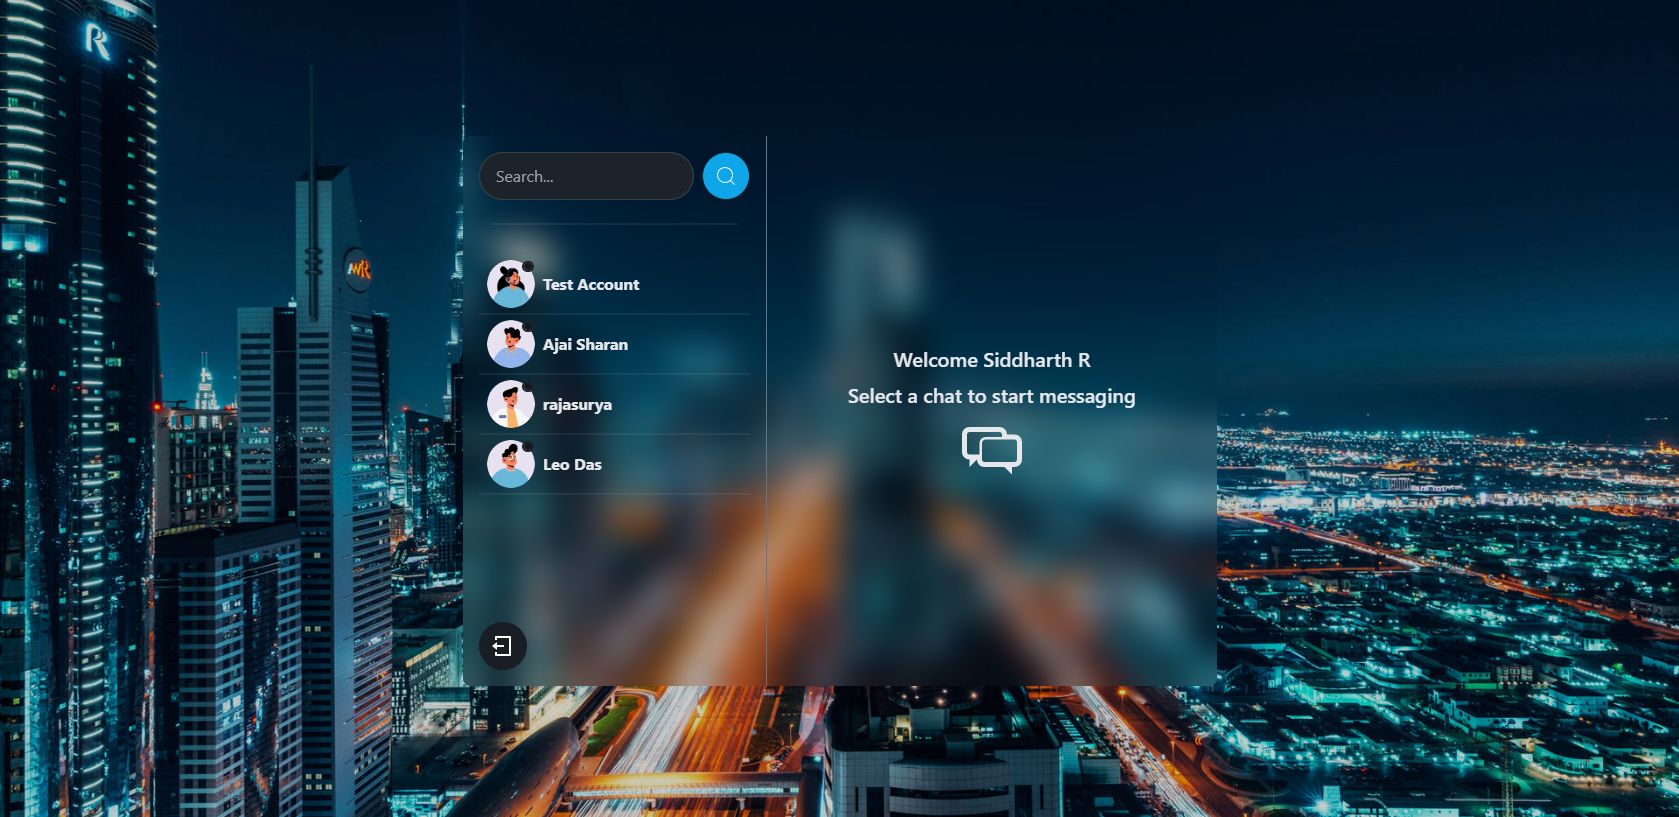 R
Search...
Test Account
Ajai Sharan
rajasurya
Leo Das
Welcome Siddharth R
Select a chat to start messaging